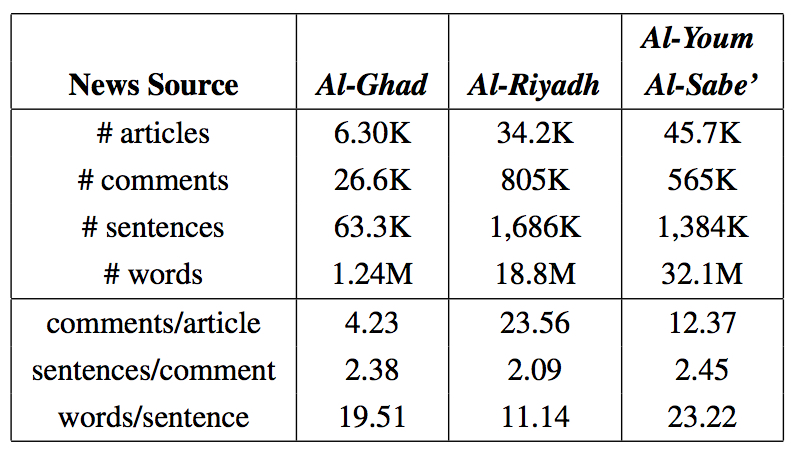 Al-Youm
News Source Al-Ghad Al-Riyadh Al-Sabe’
# articles 6.30K 34.2K 45.7K
# comments 26.6K 805K 565K
# sentences 63.3K 1,686K 1,384K
# words 1.24M 18.8M 32.1M
comments/article 4.23 23.56 12.37
sentences/comment 2.38 2.09 2.45
words/sentence 19.51 11.14 23.22